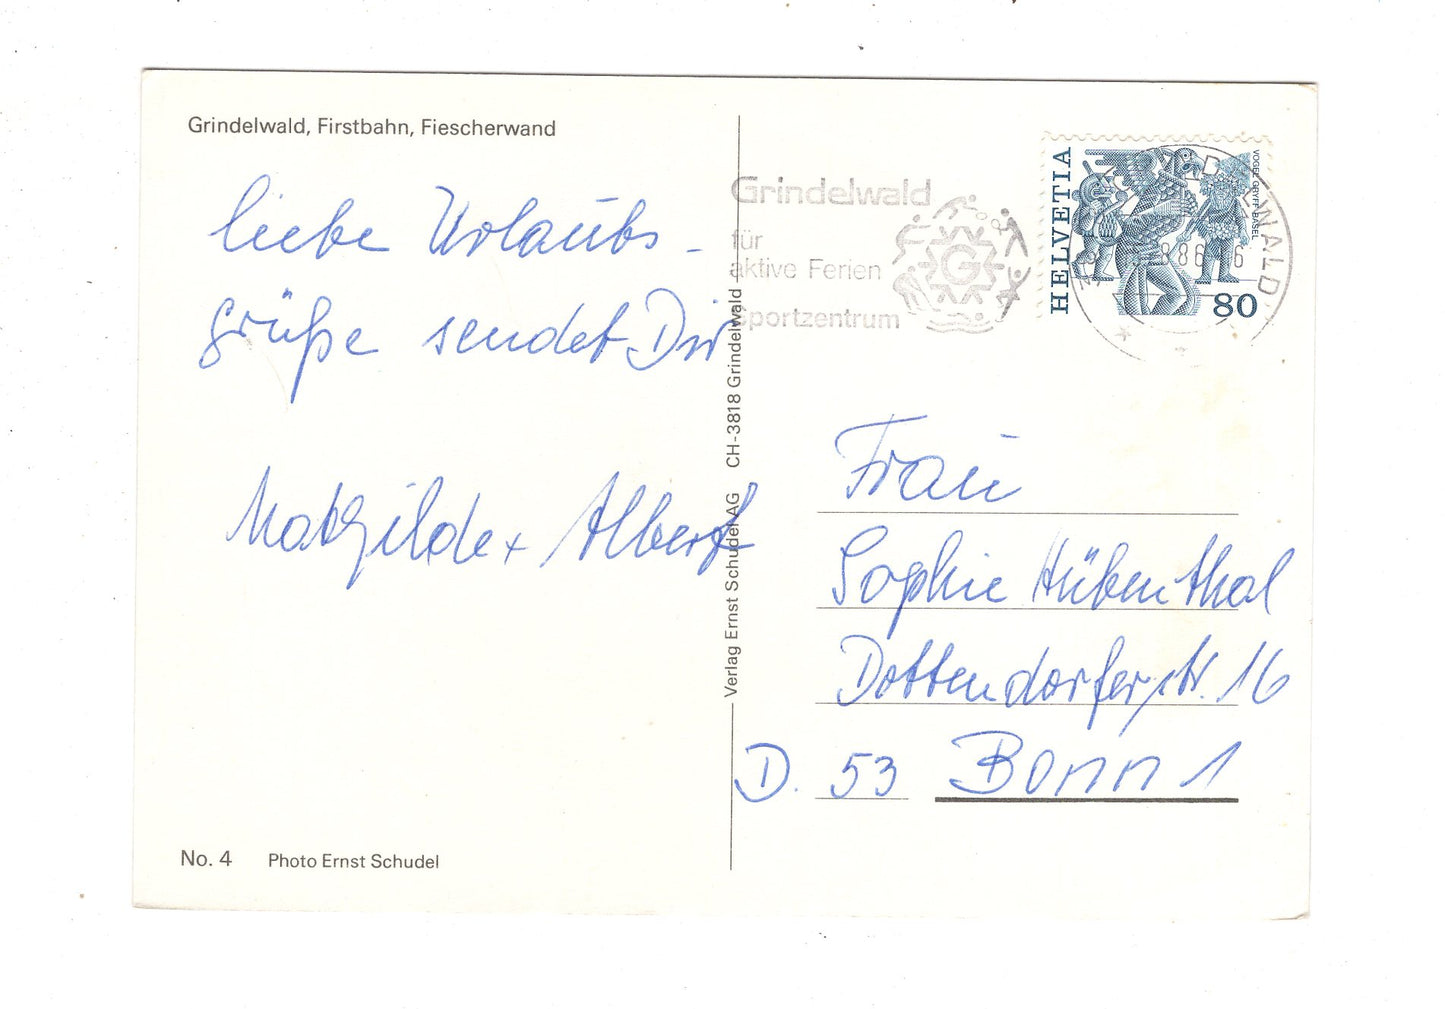 Grindelwald, Firstbahn, Fiescherwand
liebe Urlaubs-
grüße sendet Dir
Mathilde + Albert
No. 4 Photo Ernst Schudel
Verlag Ernst Schudel AG CH-3818 Grindelwald
Grindelwald
für
aktive Ferien
Sportzentrum
G
HELVETIA
VOGEL GRYFF BASEL
80
Frau
Sophie Hübenthal
Dottendorferstr. 16
D. 53 Bonn 1